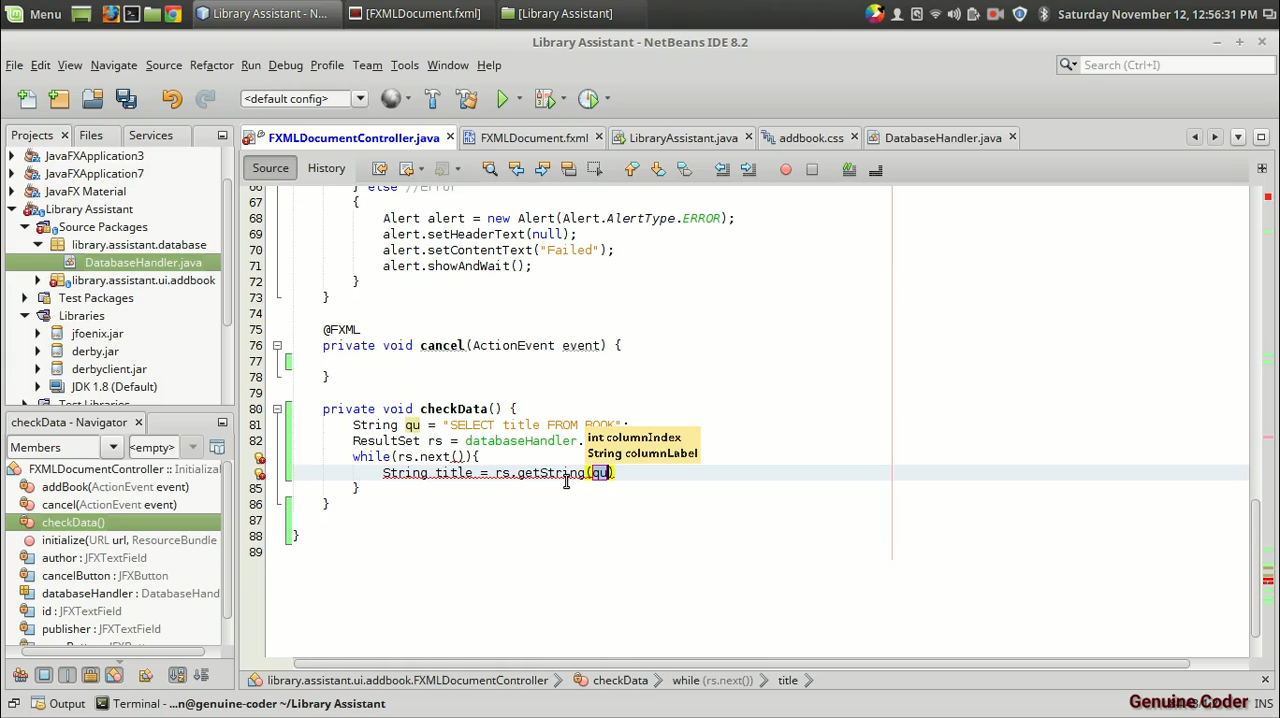 Menu
Library Assistant - N...
[FXMLDocument.fxml]
[Library Assistant]
Saturday November 12, 12:56:31 PM
Library Assistant - NetBeans IDE 8.2
File Edit View Navigate Source Refactor Run Debug Profile Team Tools Window Help
Search (Ctrl+I)
<default config>
Projects Files Services
FXMLDocumentController.java FXMLDocument.fxml LibraryAssistant.java addbook.css DatabaseHandler.java
Source History
JavaFXApplication3
JavaFXApplication7
JavaFX Material
Library Assistant
Source Packages
library.assistant.database
DatabaseHandler.java
library.assistant.ui.addbook
Test Packages
Libraries
jfoenix.jar
derby.jar
derbyclient.jar
JDK 1.8 (Default)
Test Libraries
checkData - Navigator
Members <empty>
FXMLDocumentController :: Initializa
addBook(ActionEvent event)
cancel(ActionEvent event)
checkData()
initialize(URL url, ResourceBundle
author : JFXTextField
cancelButton : JFXButton
databaseHandler : DatabaseHand
id : JFXTextField
publisher : JFXTextField
66 } else //Error
67 {
68 Alert alert = new Alert(Alert.AlertType.ERROR);
69 alert.setHeaderText(null);
70 alert.setContentText("Failed");
71 alert.showAndWait();
72 }
73 }
74
75 @FXML
76 private void cancel(ActionEvent event) {
77
78 }
79
80 private void checkData() {
81 String qu = "SELECT title FROM BOOK";
82 ResultSet rs = databaseHandler.
while(rs.next()){
String title = rs.getString(qu)
85 }
86 }
87
88 }
89
int columnIndex
String columnLabel
library.assistant.ui.addbook.FXMLDocumentController checkData while (rs.next()) title
Output Terminal - ...n@genuine-coder ~/Library Assistant
INS
Genuine Coder